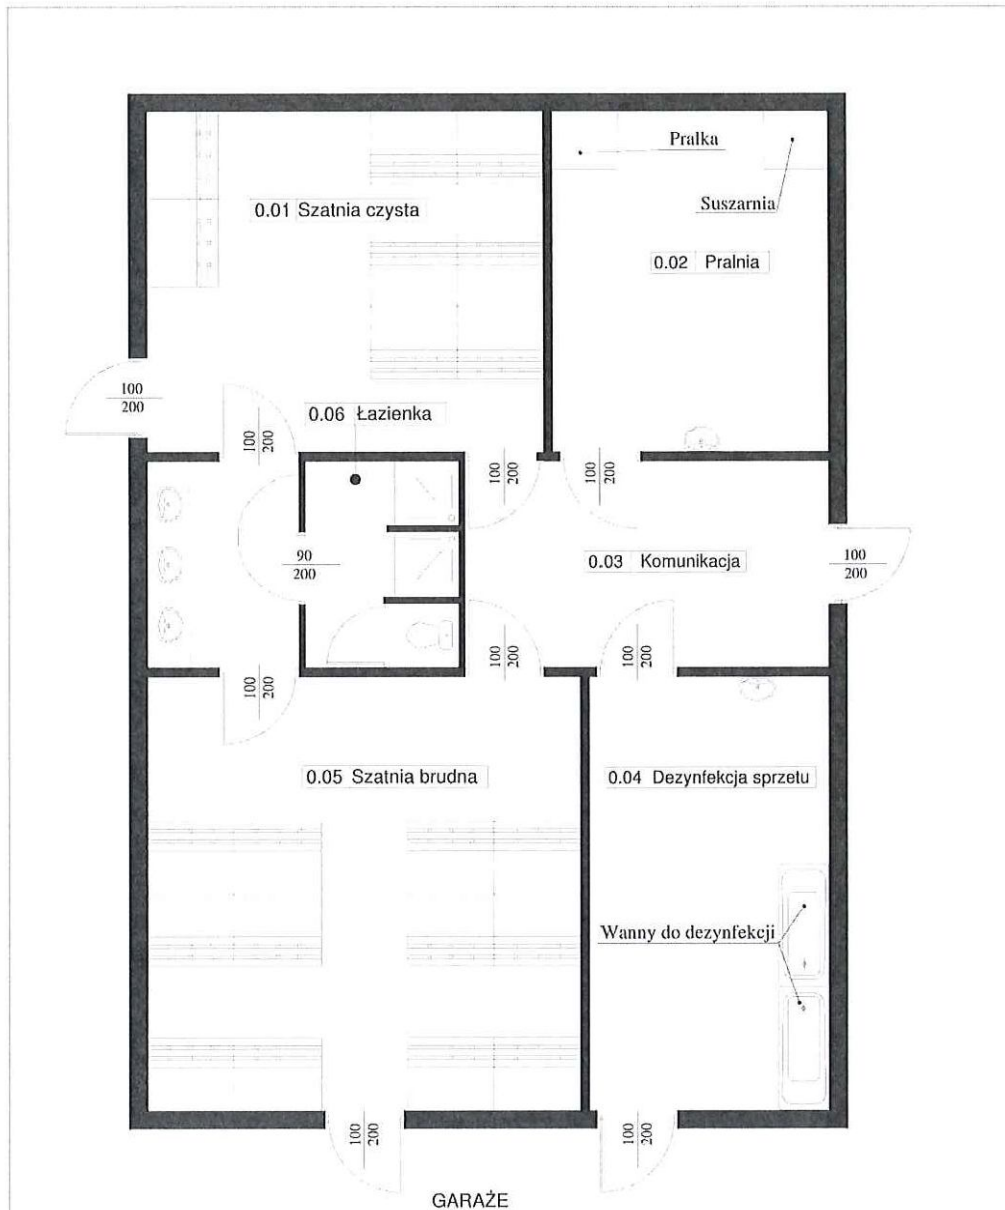 Pralka
0.01 Szatnia czysta
Suszarnia
0.02 Pralnia
100
200
0.06 Łazienka
100
200
100
200
100
200
90
200
0.03 Komunikacja
100
200
100
200
100
200
100
200
0.05 Szatnia brudna
0.04 Dezynfekcja sprzetu
Wanny do dezynfekcji
100
200
100
200
GARAŻE